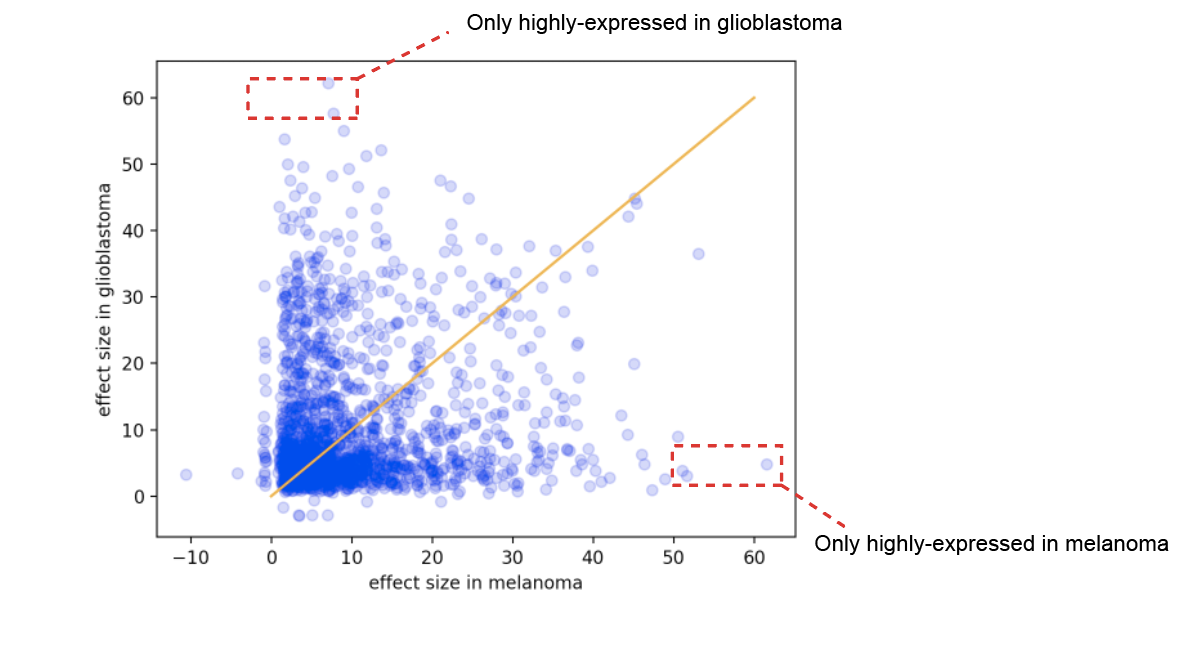 Only highly-expressed in glioblastoma
60
50
40
30
20
10
0
effect size in glioblastoma
−10 0 10 20 30 40 50 60
effect size in melanoma
Only highly-expressed in melanoma